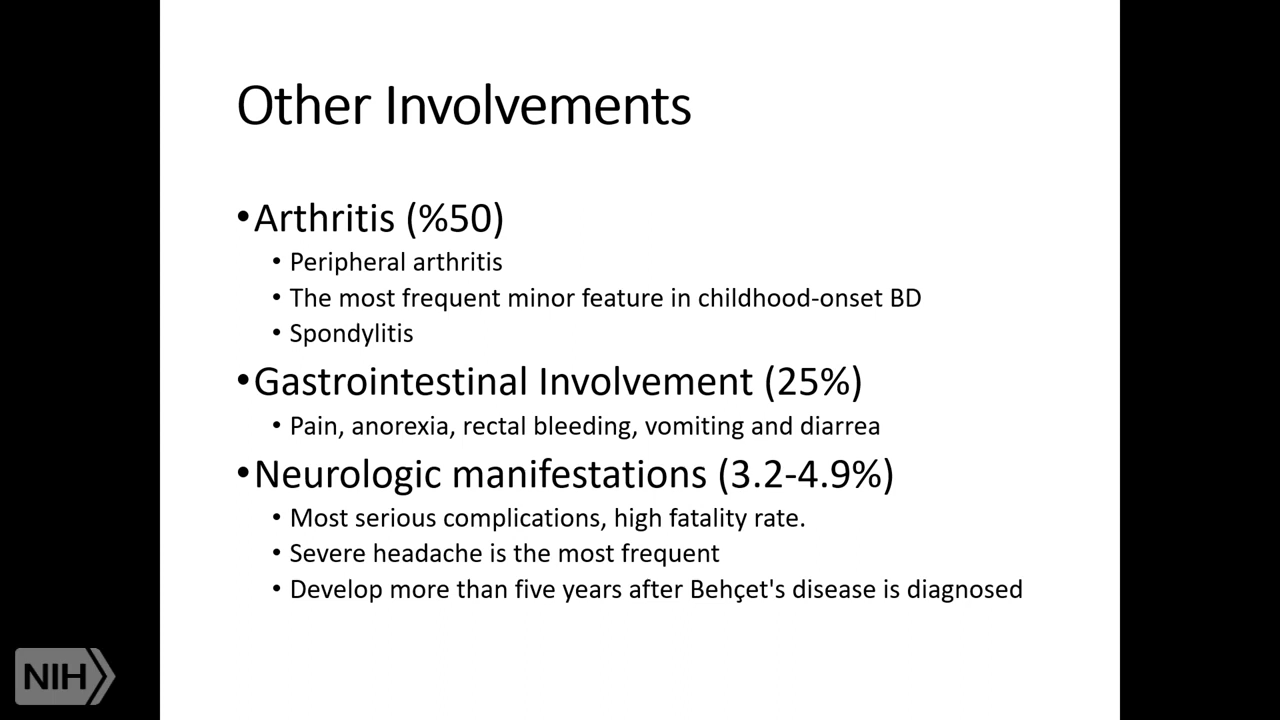 Other Involvements
•Arthritis (%50)
• Peripheral arthritis
• The most frequent minor feature in childhood-onset BD
• Spondylitis
•Gastrointestinal Involvement (25%)
• Pain, anorexia, rectal bleeding, vomiting and diarrea
•Neurologic manifestations (3.2-4.9%)
• Most serious complications, high fatality rate.
• Severe headache is the most frequent
• Develop more than five years after Behçet's disease is diagnosed
NIH